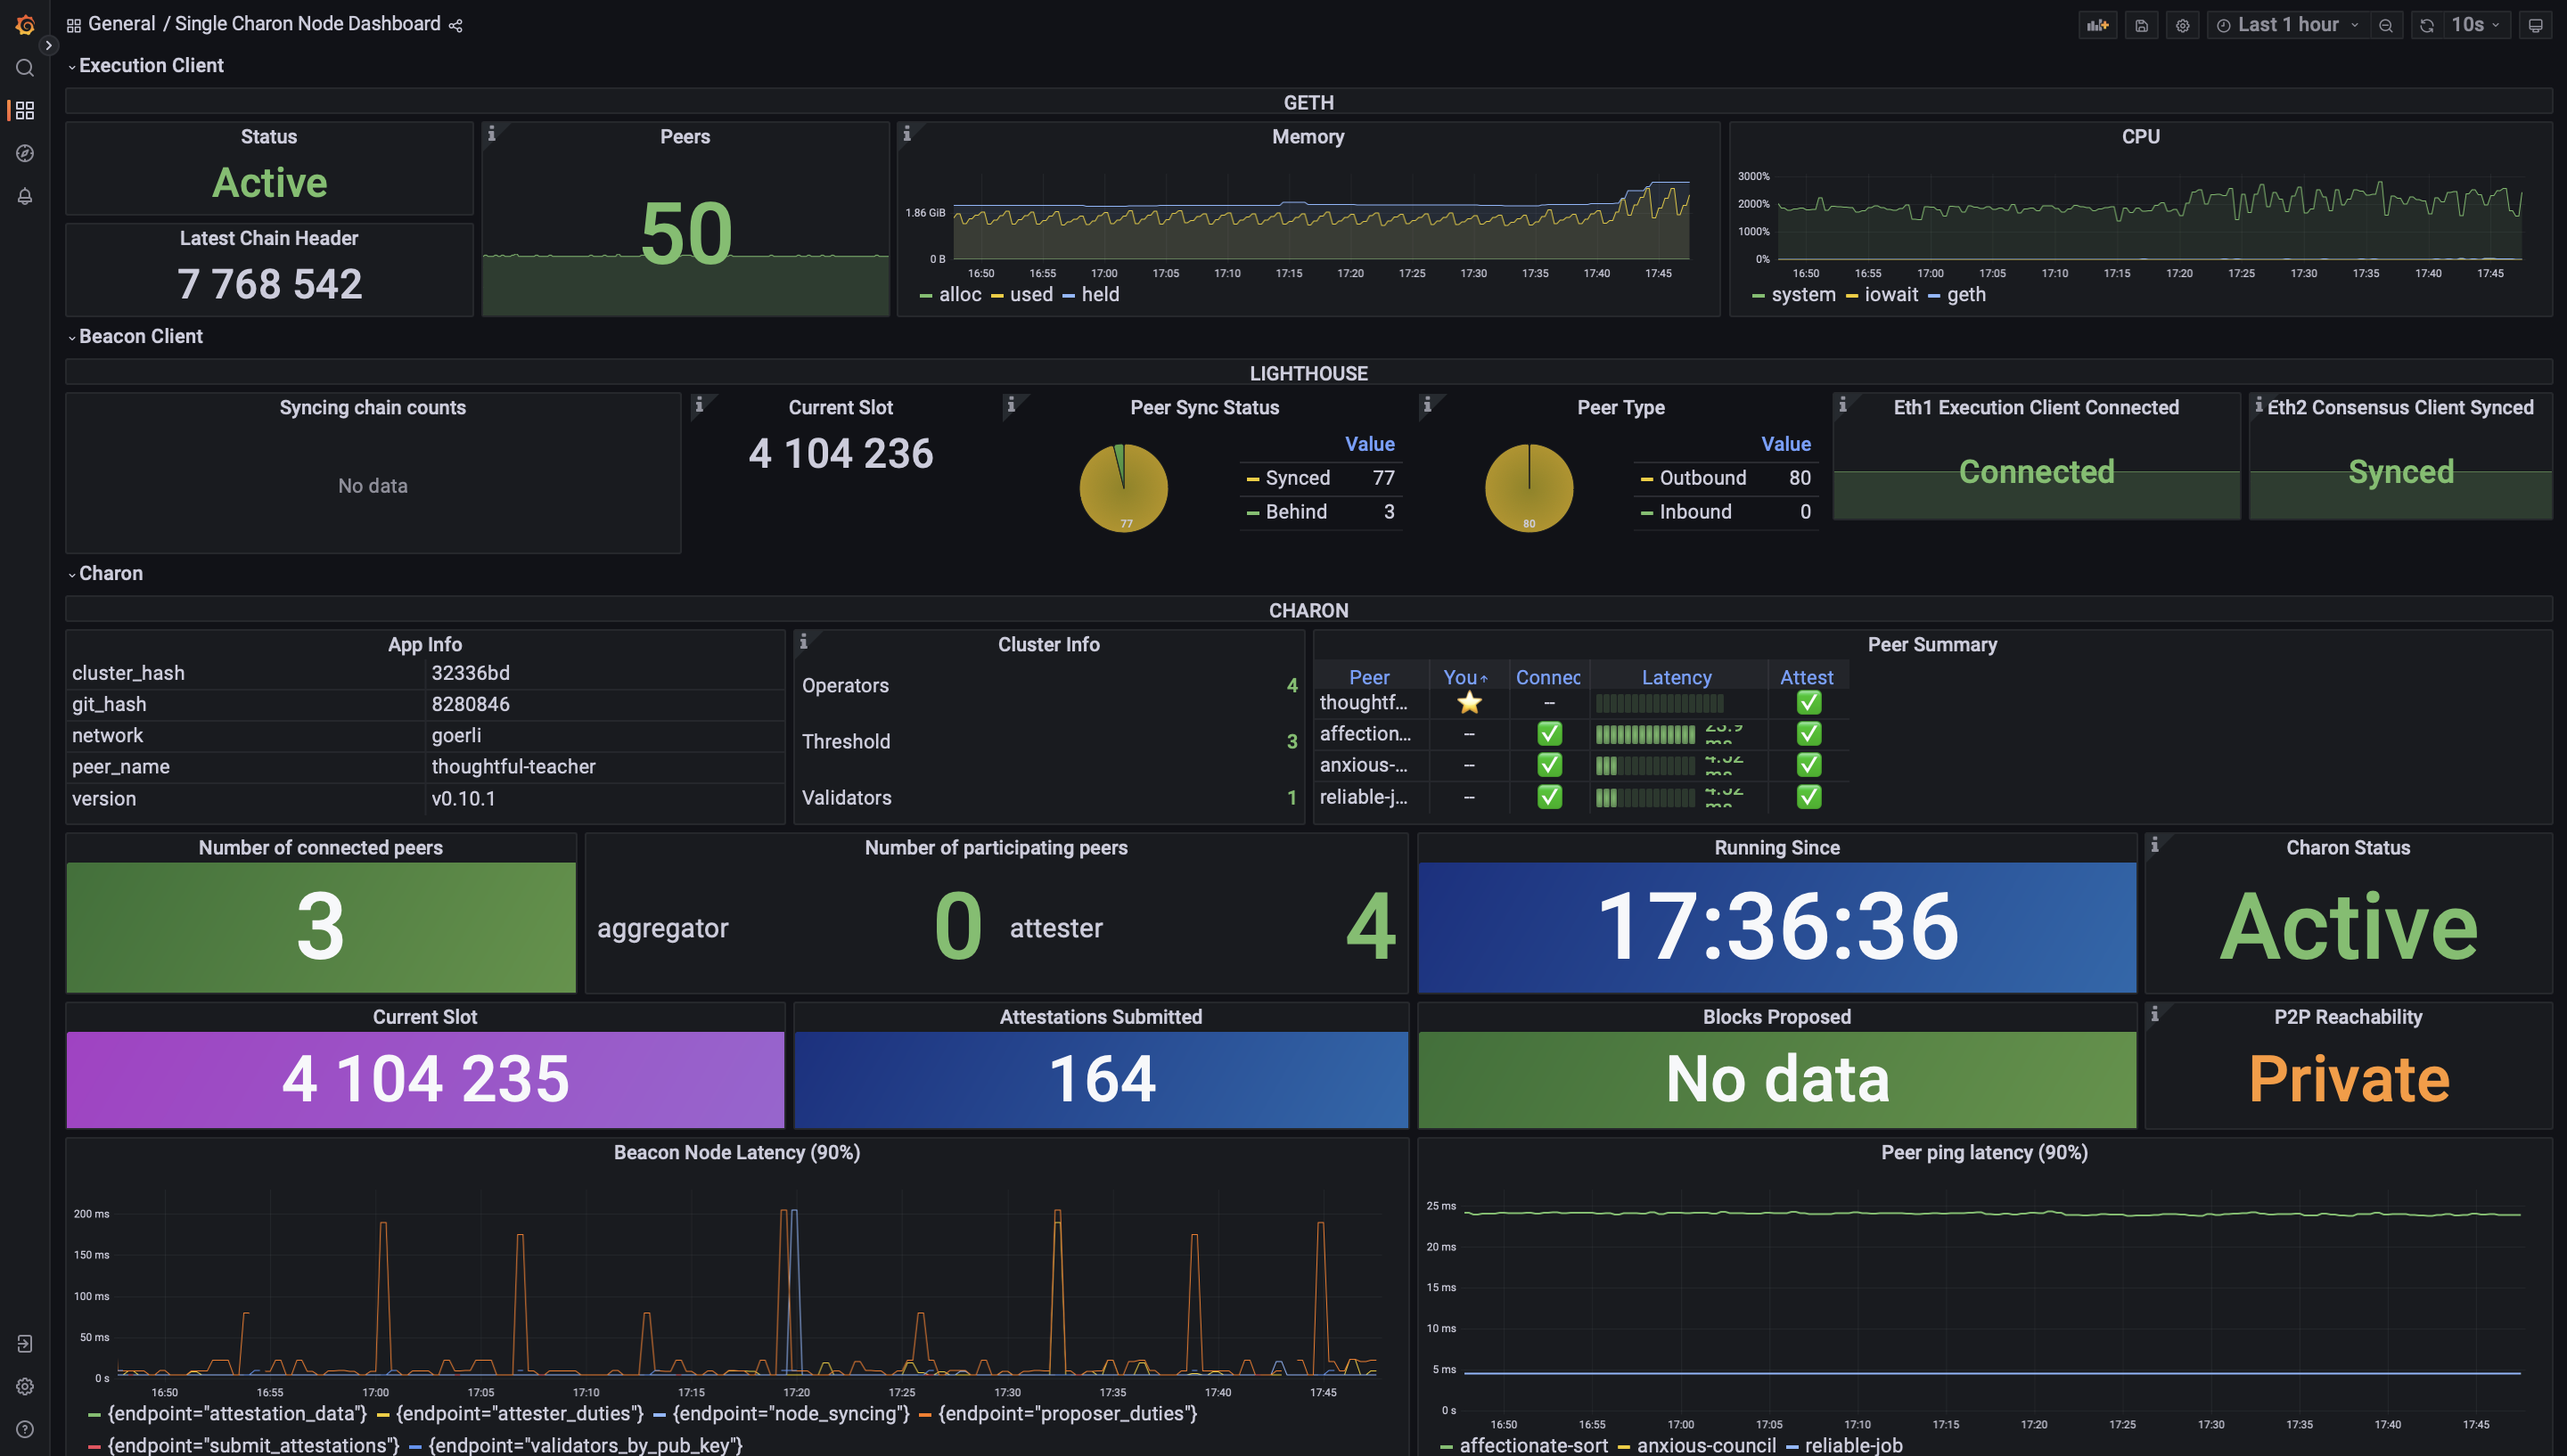 General / Single Charon Node Dashboard
Last 1 hour
10s
Execution Client
GETH
Status
Active
Latest Chain Header
7 768 542
Peers
50
Memory
1.86 GiB
0 B
16:50 16:55 17:00 17:05 17:10 17:15 17:20 17:25 17:30 17:35 17:40 17:45
alloc used held
CPU
3000%
2000%
1000%
0%
16:50 16:55 17:00 17:05 17:10 17:15 17:20 17:25 17:30 17:35 17:40 17:45
system iowait geth
Beacon Client
LIGHTHOUSE
Syncing chain counts
No data
Current Slot
4 104 236
Peer Sync Status
77
Value
Synced 77
Behind 3
Peer Type
80
Value
Outbound 80
Inbound 0
Eth1 Execution Client Connected
Connected
Eth2 Consensus Client Synced
Synced
Charon
CHARON
App Info
cluster_hash 32336bd
git_hash 8280846
network goerli
peer_name thoughtful-teacher
version v0.10.1
Cluster Info
Operators 4
Threshold 3
Validators 1
Peer Summary
Peer You Connec Latency Attest
thoughtf... --
affection... -- 23.9 ms
anxious-... -- 4.52 ms
reliable-j... -- 4.52 ms
Number of connected peers
3
Number of participating peers
aggregator 0 attester 4
Running Since
17:36:36
Charon Status
Active
Current Slot
4 104 235
Attestations Submitted
164
Blocks Proposed
No data
P2P Reachability
Private
Beacon Node Latency (90%)
200 ms
150 ms
100 ms
50 ms
0 s
16:50 16:55 17:00 17:05 17:10 17:15 17:20 17:25 17:30 17:35 17:40 17:45
{endpoint="attestation_data"} {endpoint="attester_duties"} {endpoint="node_syncing"} {endpoint="proposer_duties"}
{endpoint="submit_attestations"} {endpoint="validators_by_pub_key"}
Peer ping latency (90%)
25 ms
20 ms
15 ms
10 ms
5 ms
0 s
16:50 16:55 17:00 17:05 17:10 17:15 17:20 17:25 17:30 17:35 17:40 17:45
affectionate-sort anxious-council reliable-job